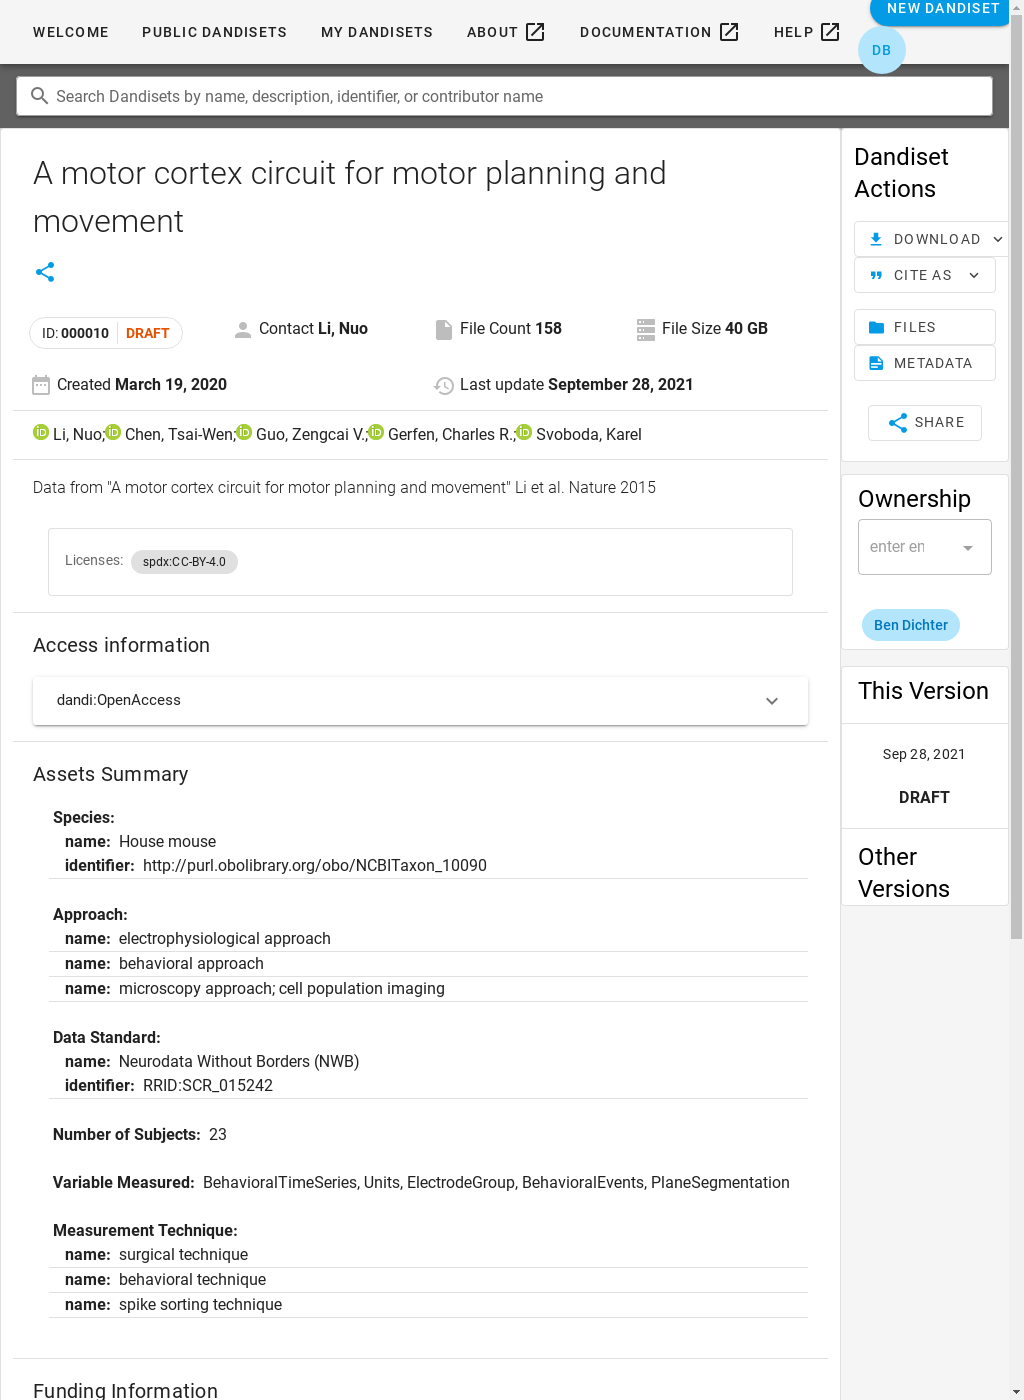 WELCOME PUBLIC DANDISETS MY DANDISETS ABOUT DOCUMENTATION HELP NEW DANDISET
DB
Search Dandisets by name, description, identifier, or contributor name
A motor cortex circuit for motor planning and
movement
ID: 000010 DRAFT
Contact Li, Nuo
File Count 158
File Size 40 GB
Created March 19, 2020
Last update September 28, 2021
Li, Nuo; Chen, Tsai-Wen; Guo, Zengcai V.; Gerfen, Charles R.; Svoboda, Karel
Data from "A motor cortex circuit for motor planning and movement" Li et al. Nature 2015
Licenses: spdx:CC-BY-4.0
Access information
dandi:OpenAccess
Assets Summary
Species:
name: House mouse
identifier: http://purl.obolibrary.org/obo/NCBITaxon_10090
Approach:
name: electrophysiological approach
name: behavioral approach
name: microscopy approach; cell population imaging
Data Standard:
name: Neurodata Without Borders (NWB)
identifier: RRID:SCR_015242
Number of Subjects: 23
Variable Measured: BehavioralTimeSeries, Units, ElectrodeGroup, BehavioralEvents, PlaneSegmentation
Measurement Technique:
name: surgical technique
name: behavioral technique
name: spike sorting technique
Funding Information
Dandiset
Actions
DOWNLOAD
CITE AS
FILES
METADATA
SHARE
Ownership
enter en
Ben Dichter
This Version
Sep 28, 2021
DRAFT
Other
Versions